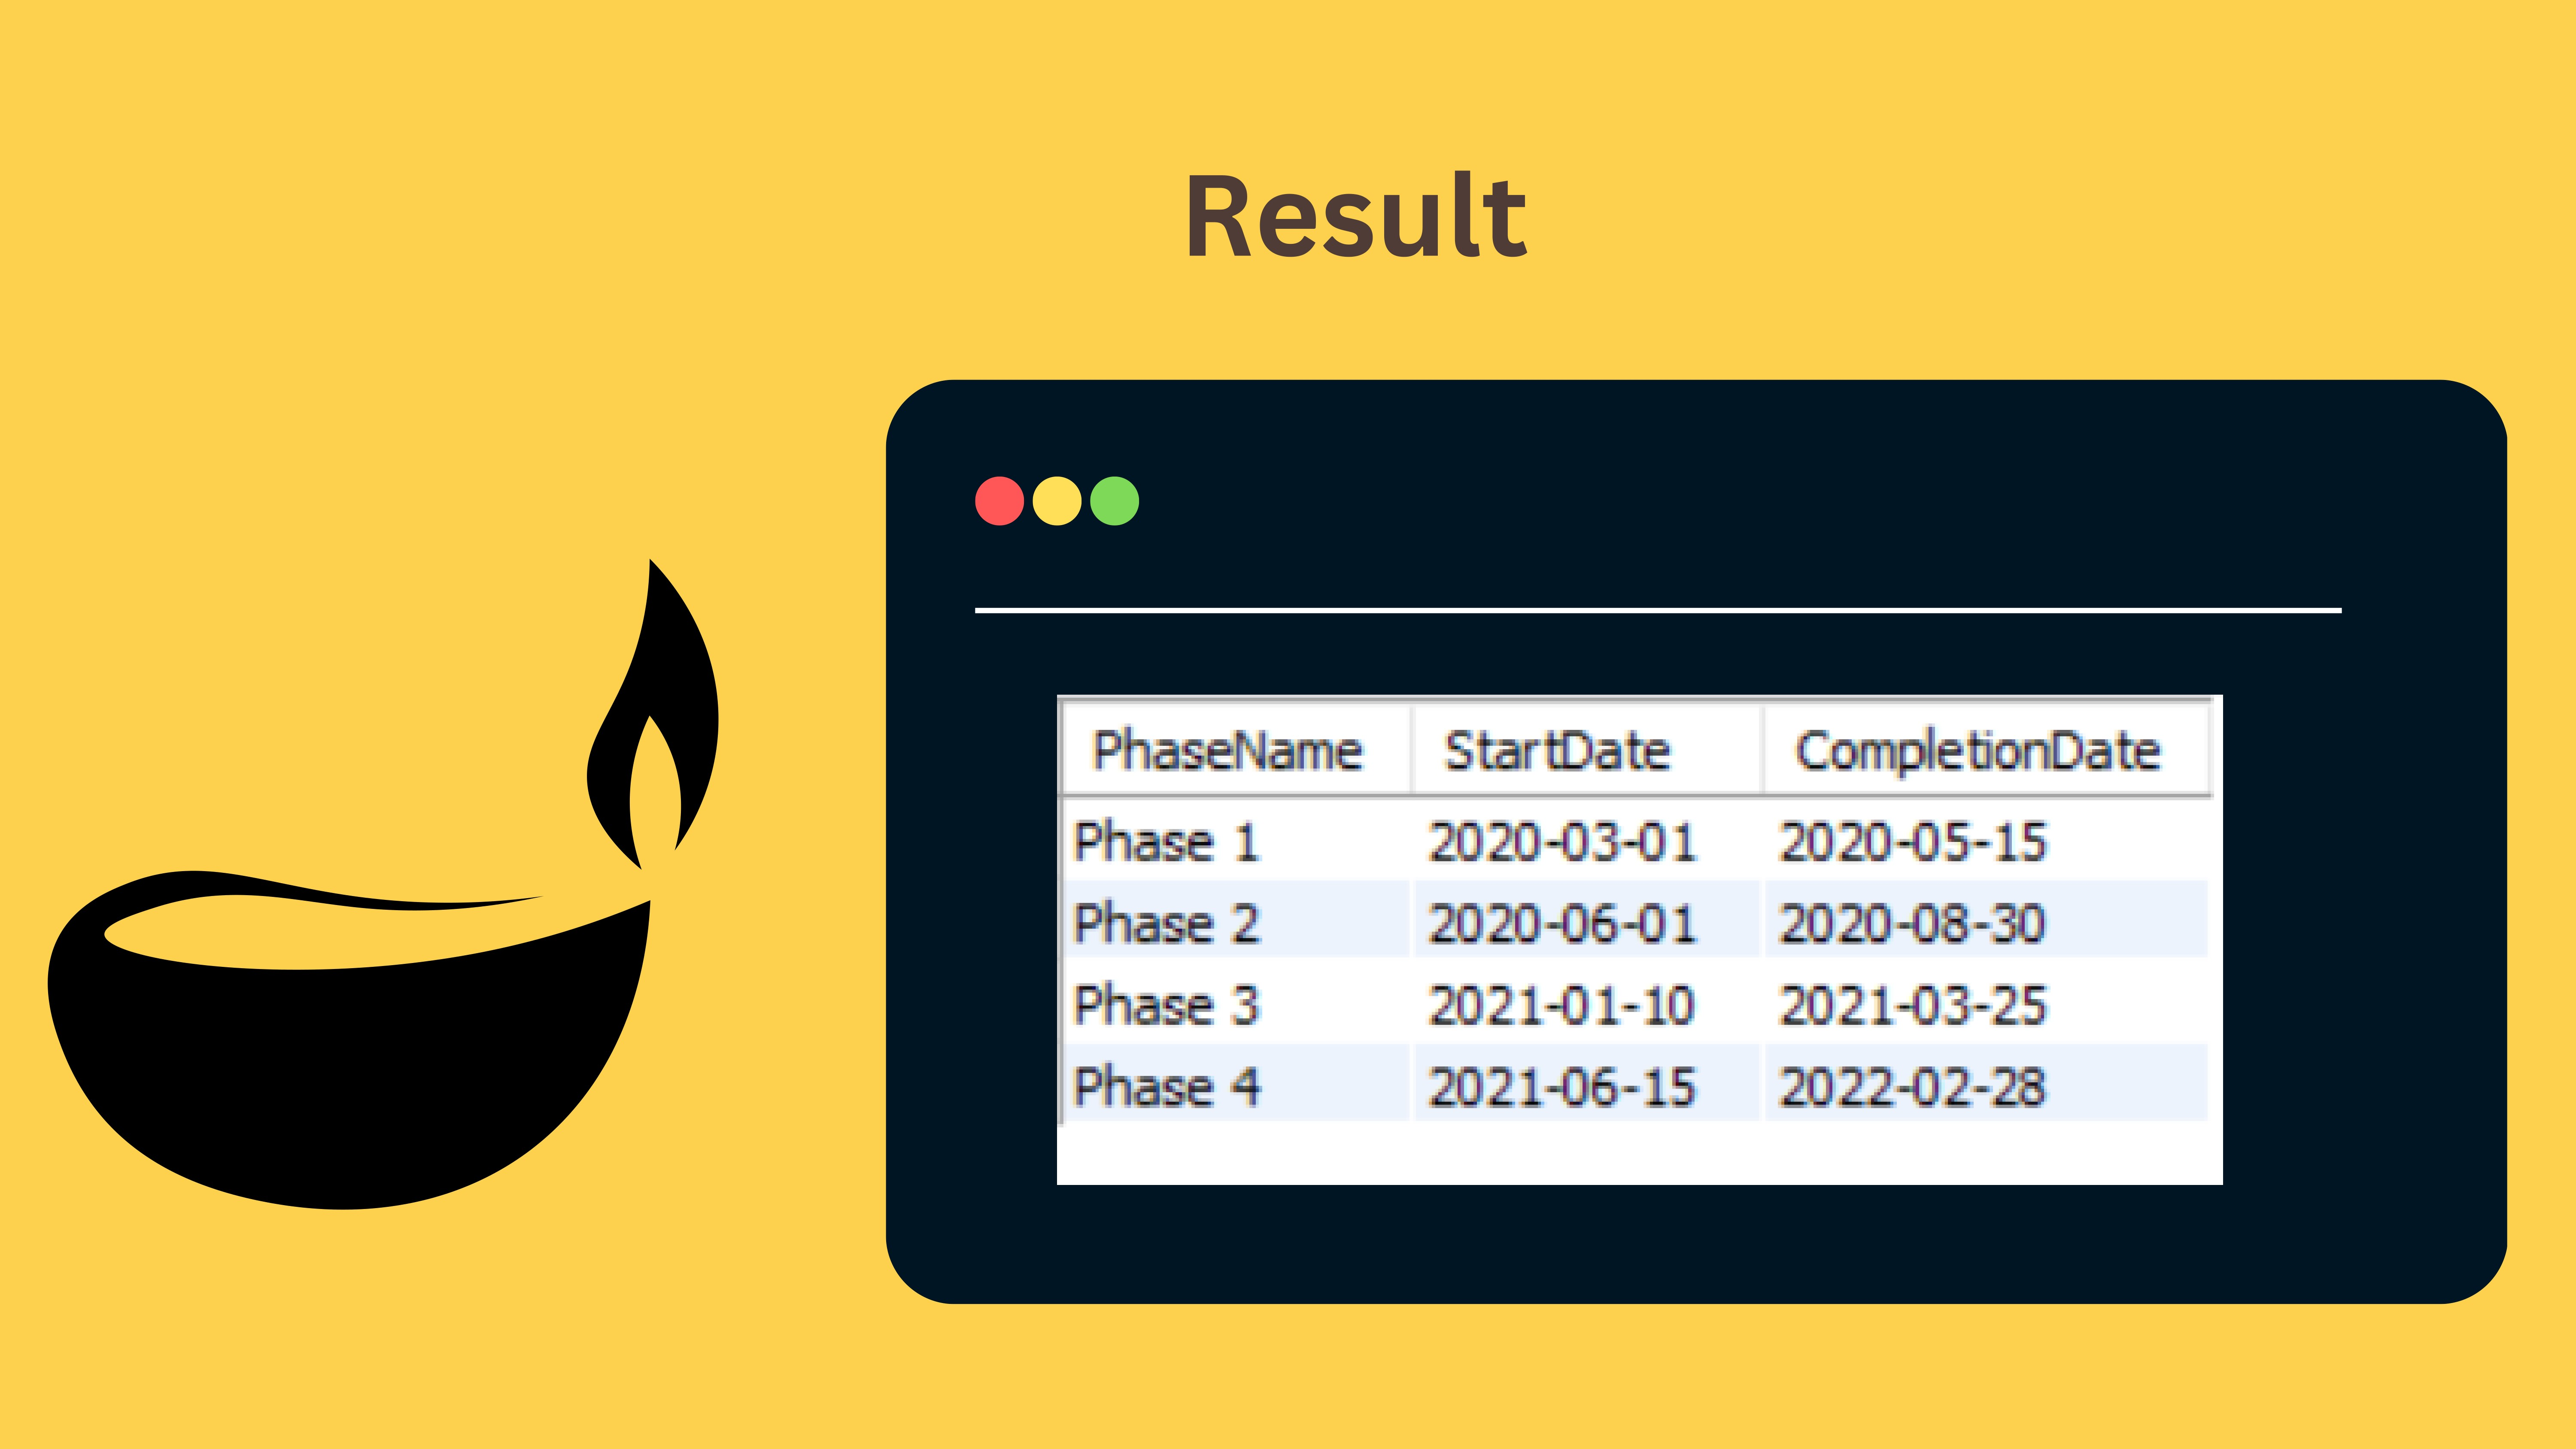 Result
PhaseName StartDate CompletionDate
Phase 1 2020-03-01 2020-05-15
Phase 2 2020-06-01 2020-08-30
Phase 3 2021-01-10 2021-03-25
Phase 4 2021-06-15 2022-02-28